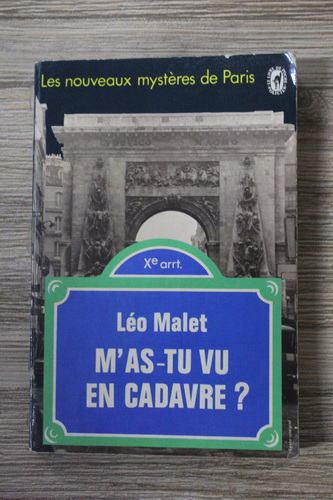 Les nouveaux mystères de Paris
Xe arrt.
Léo Malet
M'AS-TU VU
EN CADAVRE ?